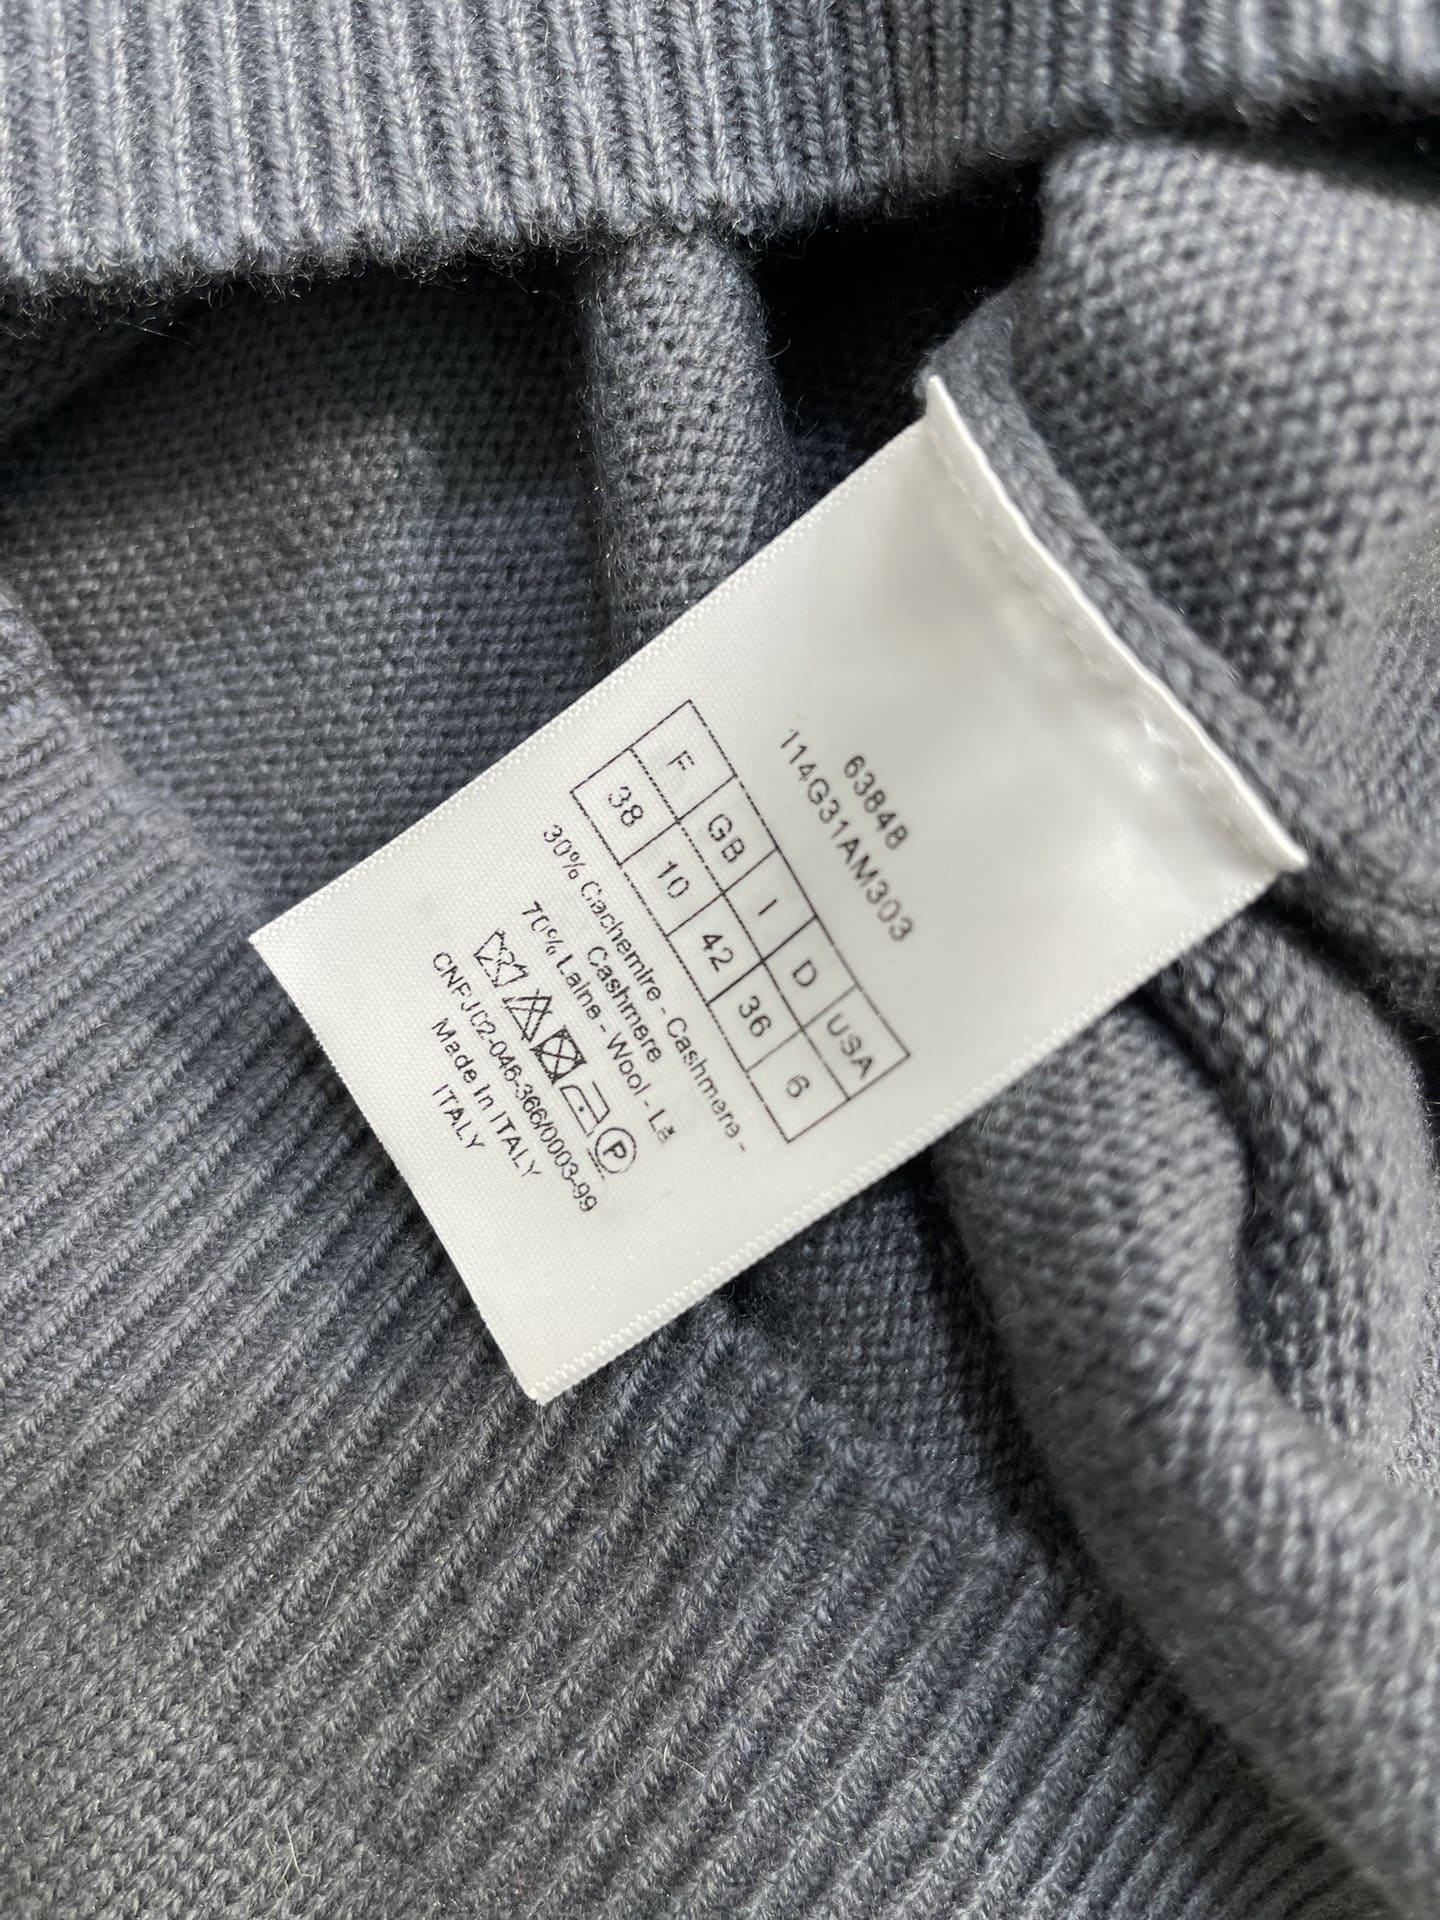 63848
114G31AM303
F GB I D USA
38 10 42 36 6
30% Cachemire - Cashmere -
Cashmere
70% Laine - Wool - Lã
P
CNFJ02-046-366/0003-99
Made In ITALY
ITALY